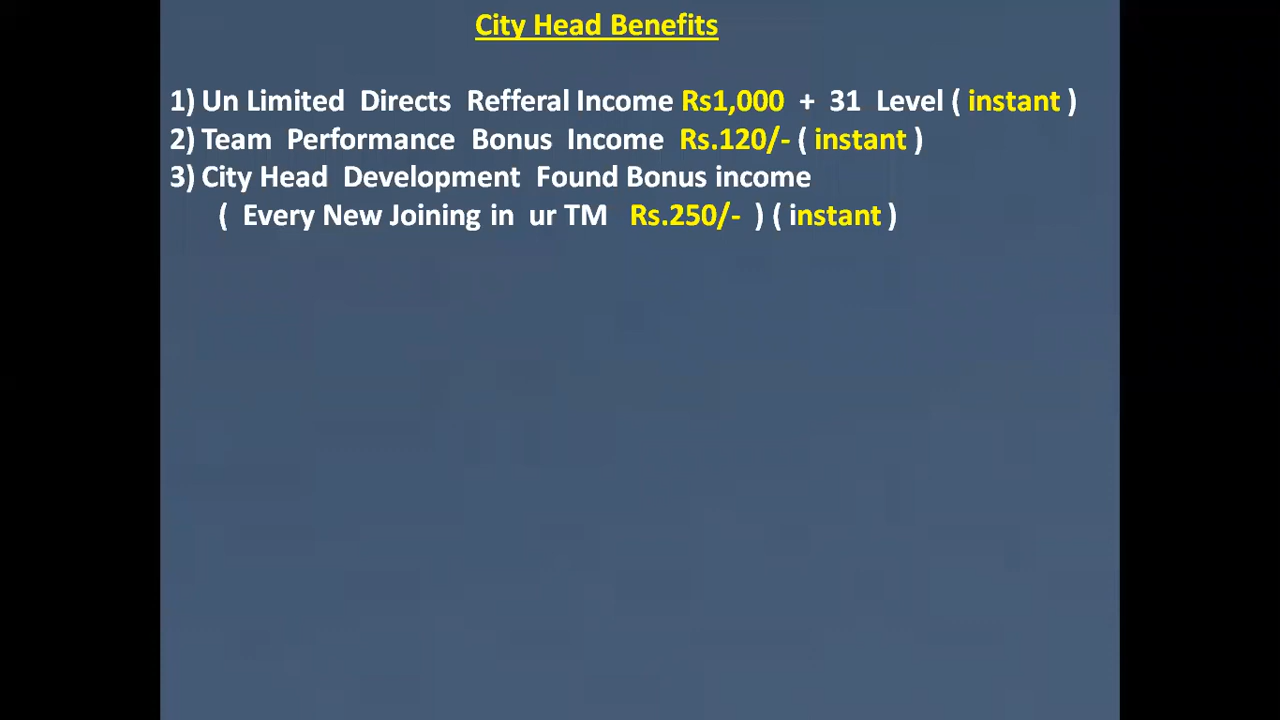 City Head Benefits
1) Un Limited Directs Refferal Income Rs1,000 + 31 Level ( instant )
2) Team Performance Bonus Income Rs.120/- ( instant )
3) City Head Development Found Bonus income
( Every New Joining in ur TM Rs.250/- ) ( instant )